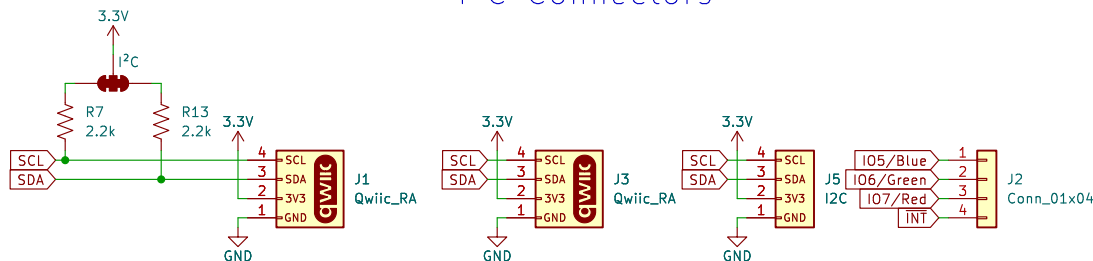 I²C Connectors
3.3V
I²C
R7
2.2k
R13
2.2k
SCL
SDA
3.3V
4 SCL
3 SDA
2 3V3
1 GND
qwiic
J1
Qwiic_RA
GND
3.3V
SCL
SDA
4 SCL
3 SDA
2 3V3
1 GND
qwiic
J3
Qwiic_RA
GND
3.3V
SCL
SDA
4 SCL
3 SDA
2 3V3
1 GND
J5
I2C
GND
IO5/Blue 1
IO6/Green 2
IO7/Red 3
INT 4
J2
Conn_01x04